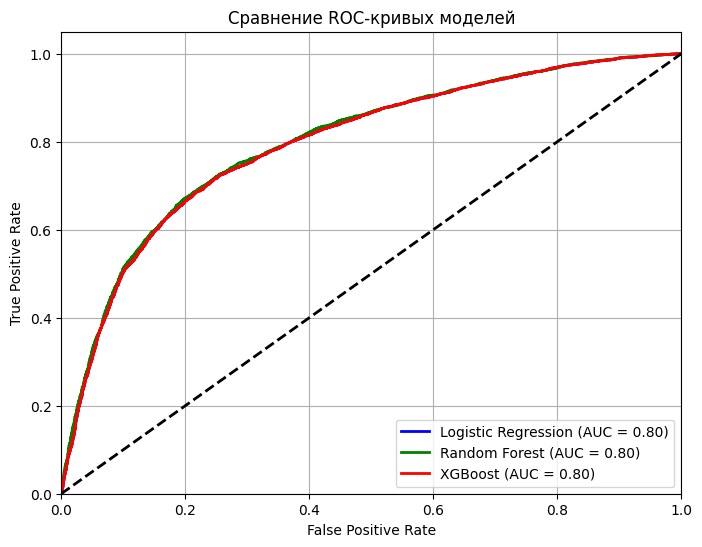 Сравнение ROC-кривых моделей
True Positive Rate
1.0
0.8
0.6
0.4
0.2
0.0
0.0 0.2 0.4 0.6 0.8 1.0
False Positive Rate
Logistic Regression (AUC = 0.80)
Random Forest (AUC = 0.80)
XGBoost (AUC = 0.80)